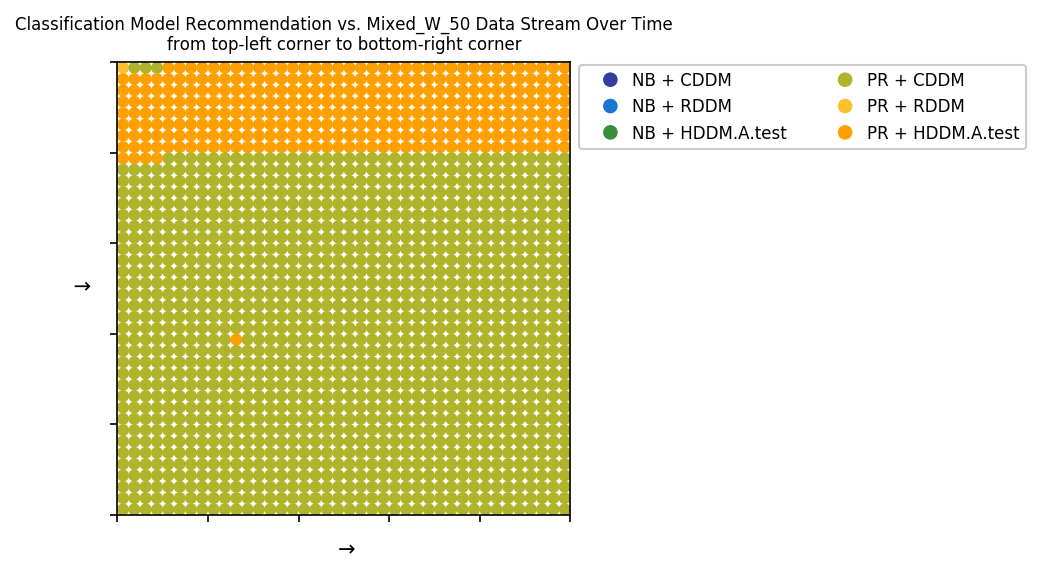 Classification Model Recommendation vs. Mixed_W_50 Data Stream Over Time
from top-left corner to bottom-right corner
NB + CDDM
NB + RDDM
NB + HDDM.A.test
PR + CDDM
PR + RDDM
PR + HDDM.A.test
→
→